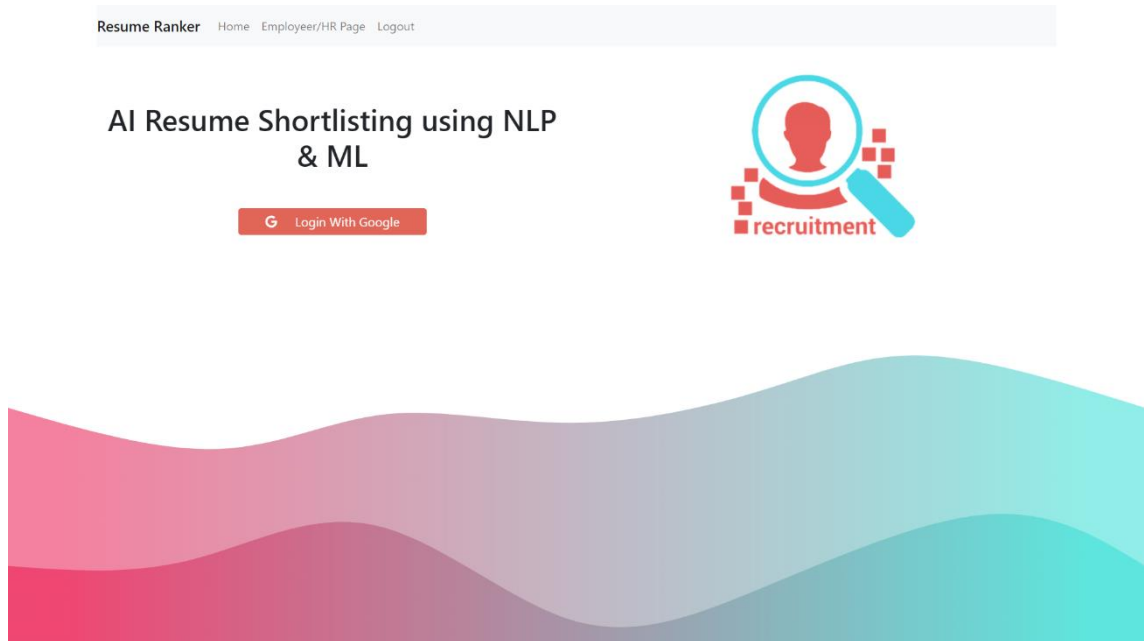 Resume Ranker Home Employeer/HR Page Logout
AI Resume Shortlisting using NLP
& ML
G Login With Google
recruitment